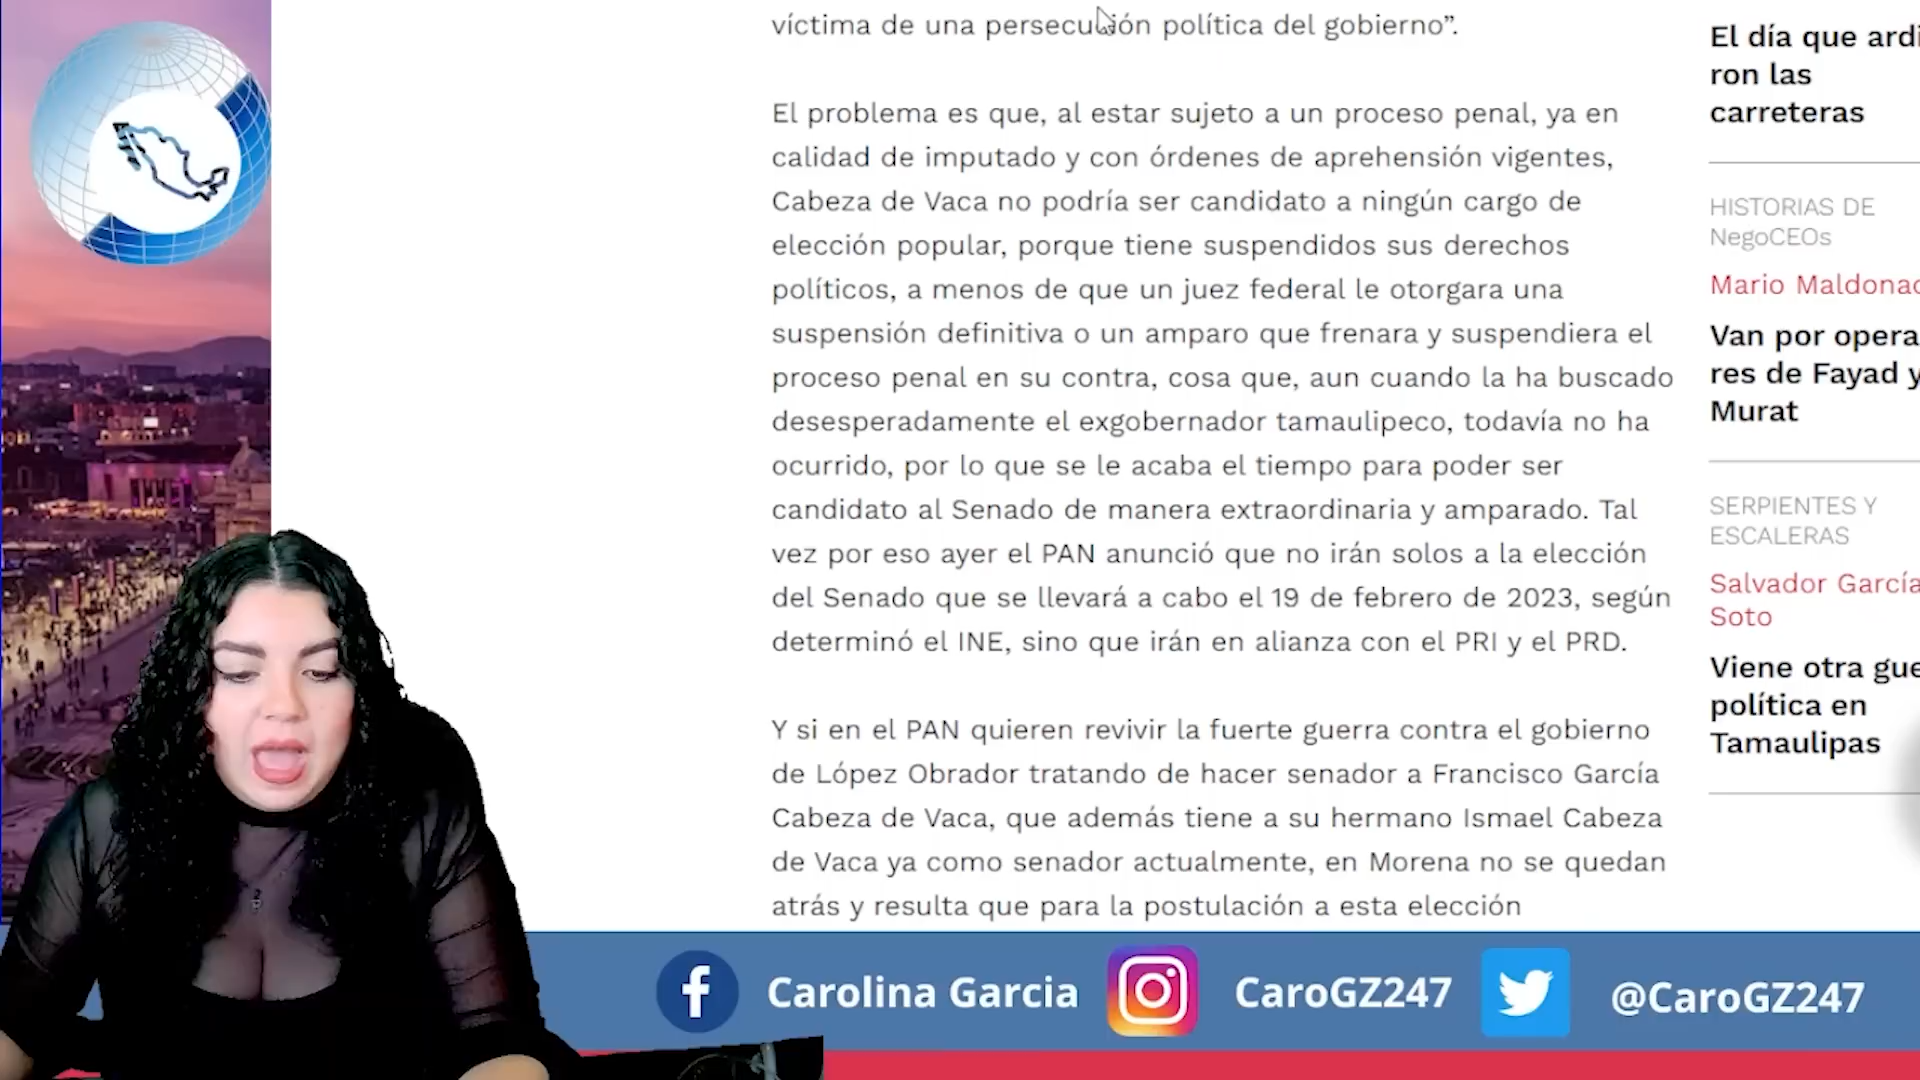 víctima de una persecución política del gobierno”.
El problema es que, al estar sujeto a un proceso penal, ya en
calidad de imputado y con órdenes de aprehensión vigentes,
Cabeza de Vaca no podría ser candidato a ningún cargo de
elección popular, porque tiene suspendidos sus derechos
políticos, a menos de que un juez federal le otorgara una
suspensión definitiva o un amparo que frenara y suspendiera el
proceso penal en su contra, cosa que, aun cuando la ha buscado
desesperadamente el exgobernador tamaulipeco, todavía no ha
ocurrido, por lo que se le acaba el tiempo para poder ser
candidato al Senado de manera extraordinaria y amparado. Tal
vez por eso ayer el PAN anunció que no irán solos a la elección
del Senado que se llevará a cabo el 19 de febrero de 2023, según
determinó el INE, sino que irán en alianza con el PRI y el PRD.
Y si en el PAN quieren revivir la fuerte guerra contra el gobierno
de López Obrador tratando de hacer senador a Francisco García
Cabeza de Vaca, que además tiene a su hermano Ismael Cabeza
de Vaca ya como senador actualmente, en Morena no se quedan
atrás y resulta que para la postulación a esta elección
El día que ardi
ron las
carreteras
HISTORIAS DE
NegoCEOs
Mario Maldonad
Van por opera
res de Fayad y
Murat
SERPIENTES Y
ESCALERAS
Salvador García
Soto
Viene otra gue
política en
Tamaulipas
Carolina Garcia
CaroGZ247
@CaroGZ247